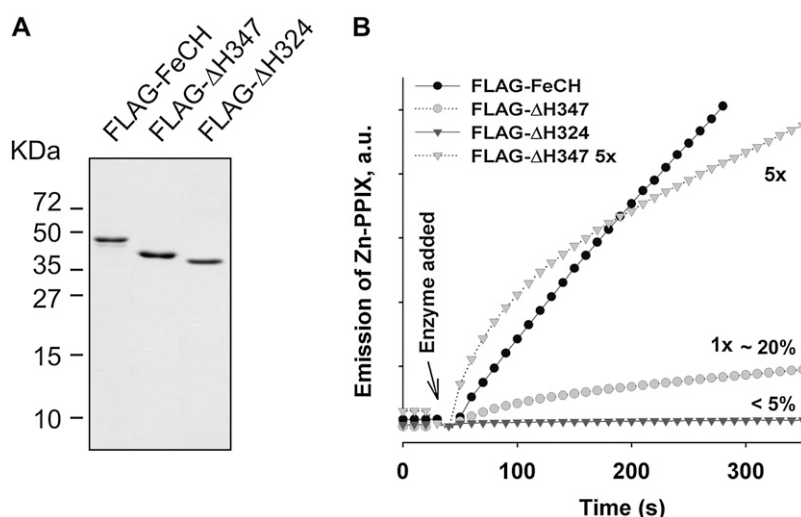 A
FLAG-FeCH
FLAG-ΔH347
FLAG-ΔH324
KDa
72
50
35
27
15
10
B
FLAG-FeCH
FLAG-ΔH347
FLAG-ΔH324
FLAG-ΔH347 5x
5x
1x ~ 20%
< 5%
Enzyme added
Emission of Zn-PPIX, a.u.
0 100 200 300
Time (s)